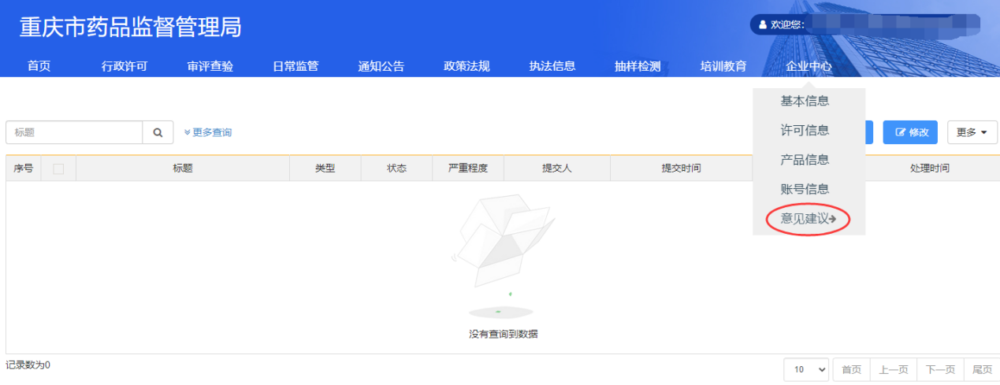 重庆市药品监督管理局
欢迎您:
首页 行政许可 审评查验 日常监管 通知公告 政策法规 执法信息 抽样检测 培训教育 企业中心
基本信息
许可信息
产品信息
账号信息
意见建议
标题 更多查询 修改 更多
序号 标题 类型 状态 严重程度 提交人 提交时间 处理时间
没有查询到数据
记录数为0
10 首页 上一页 下一页 尾页